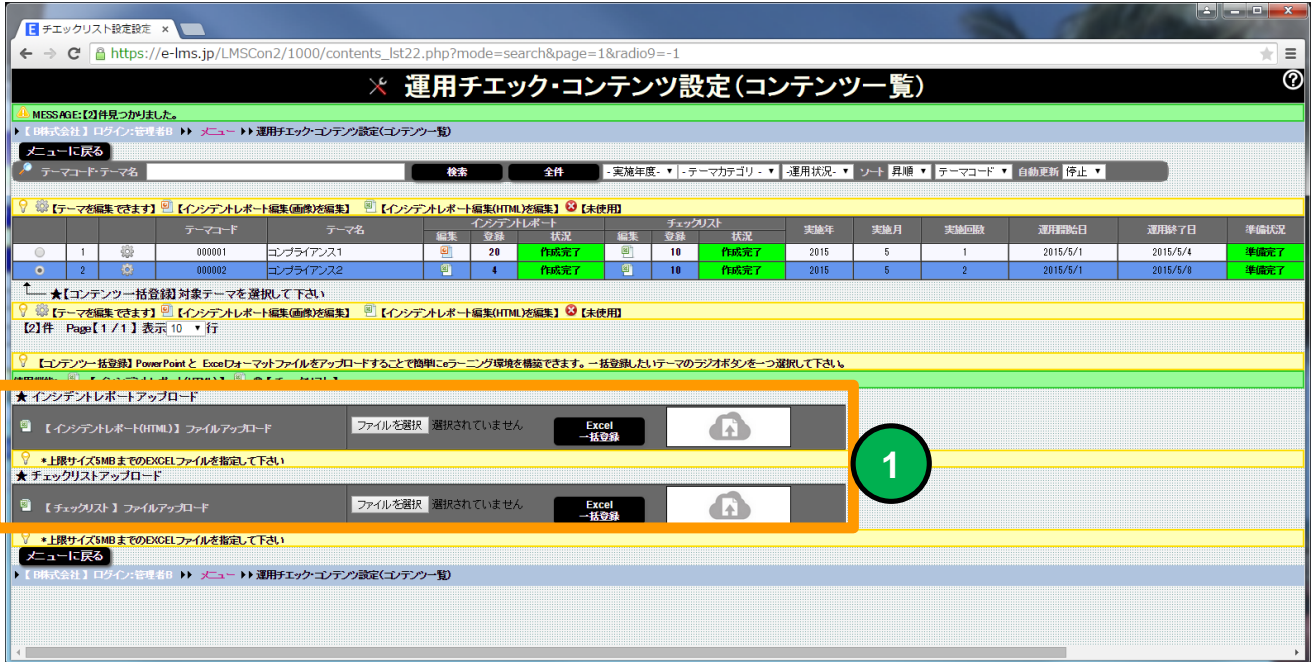 チエックリスト設定設定 ×
https://e-lms.jp/LMSCon2/1000/contents_lst22.php?mode=search&page=1&radio9=-1
運用チエック・コンテンツ設定(コンテンツ一覧)
MESSAGE:【2】件見つかりました。
【 B株式会社 】 ログイン:管理者B メニュー 運用チエック・コンテンツ設定(コンテンツ一覧)
メニューに戻る
テーマコード・テーマ名 検索 全件 - 実施年度- - テーマカテゴリ - -運用状況- ソート 昇順 テーマコード 自動更新 停止
【テーマを編集できます】 【インシデントレポート編集(画像)を編集】 【インシデントレポート編集(HTML)を編集】 【未使用】
テーマコード テーマ名 インシデントレポート チェックリスト 実施年 実施月 実施回数 運用開始日 運用終了日 準備状況
編集 登録 状況 編集 登録 状況
1 000001 コンプライアンス1 20 作成完了 10 作成完了 2015 5 1 2015/5/1 2015/5/4 準備完了
2 000002 コンプライアンス2 4 作成完了 10 作成完了 2015 5 2 2015/5/1 2015/5/8 準備完了
★【コンテンツ一括登録】対象テーマを選択して下さい
【テーマを編集できます】 【インシデントレポート編集(画像)を編集】 【インシデントレポート編集(HTML)を編集】 【未使用】
【2】件 Page【 1 / 1 】 表示 10 行
【コンテンツ一括登録】 PowerPoint と Excelフォーマットファイルをアップロードすることで簡単にeラーニング環境を構築できます。一括登録したいテーマのラジオボタンを一つ選択して下さい。
★ インシデントレポートアップロード
【 インシデントレポート(HTML) 】 ファイルアップロード ファイルを選択 選択されていません Excel
一括登録
*上限サイズ5MBまでのEXCELファイルを指定して下さい
1
★ チェックリストアップロード
【 チェックリスト 】 ファイルアップロード ファイルを選択 選択されていません Excel
一括登録
*上限サイズ5MBまでのEXCELファイルを指定して下さい
メニューに戻る
【 B株式会社 】 ログイン:管理者B メニュー 運用チエック・コンテンツ設定(コンテンツ一覧)